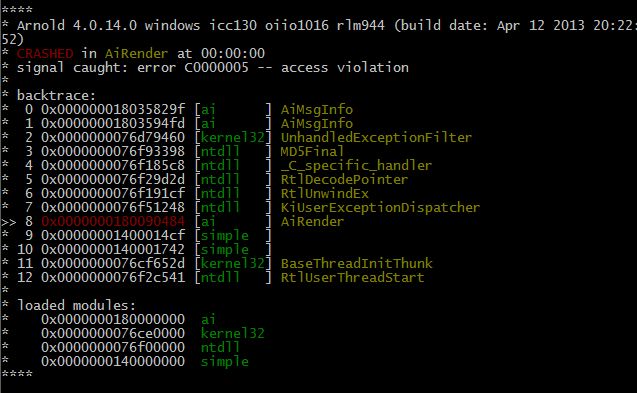 ****
* Arnold 4.0.14.0 windows icc130 oiio1016 rlm944 (build date: Apr 12 2013 20:22:
52)
* CRASHED in AiRender at 00:00:00
* signal caught: error C0000005 -- access violation
*
* backtrace:
*  0 0x000000018035829f [ai      ] AiMsgInfo
*  1 0x00000001803594fd [ai      ] AiMsgInfo
*  2 0x0000000076d79460 [kernel32] UnhandledExceptionFilter
*  3 0x0000000076f93398 [ntdll   ] MD5Final
*  4 0x0000000076f185c8 [ntdll   ] _C_specific_handler
*  5 0x0000000076f29d2d [ntdll   ] RtlDecodePointer
*  6 0x0000000076f191cf [ntdll   ] RtlUnwindEx
*  7 0x0000000076f51248 [ntdll   ] KiUserExceptionDispatcher
>> 8 0x0000000180090484 [ai      ] AiRender
*  9 0x00000001400014cf [simple  ]
* 10 0x0000000140001742 [simple  ]
* 11 0x0000000076cf652d [kernel32] BaseThreadInitThunk
* 12 0x0000000076f2c541 [ntdll   ] RtlUserThreadStart
*
* loaded modules:
*    0x0000000180000000 ai
*    0x0000000076ce0000 kernel32
*    0x0000000076f00000 ntdll
*    0x0000000140000000 simple
****